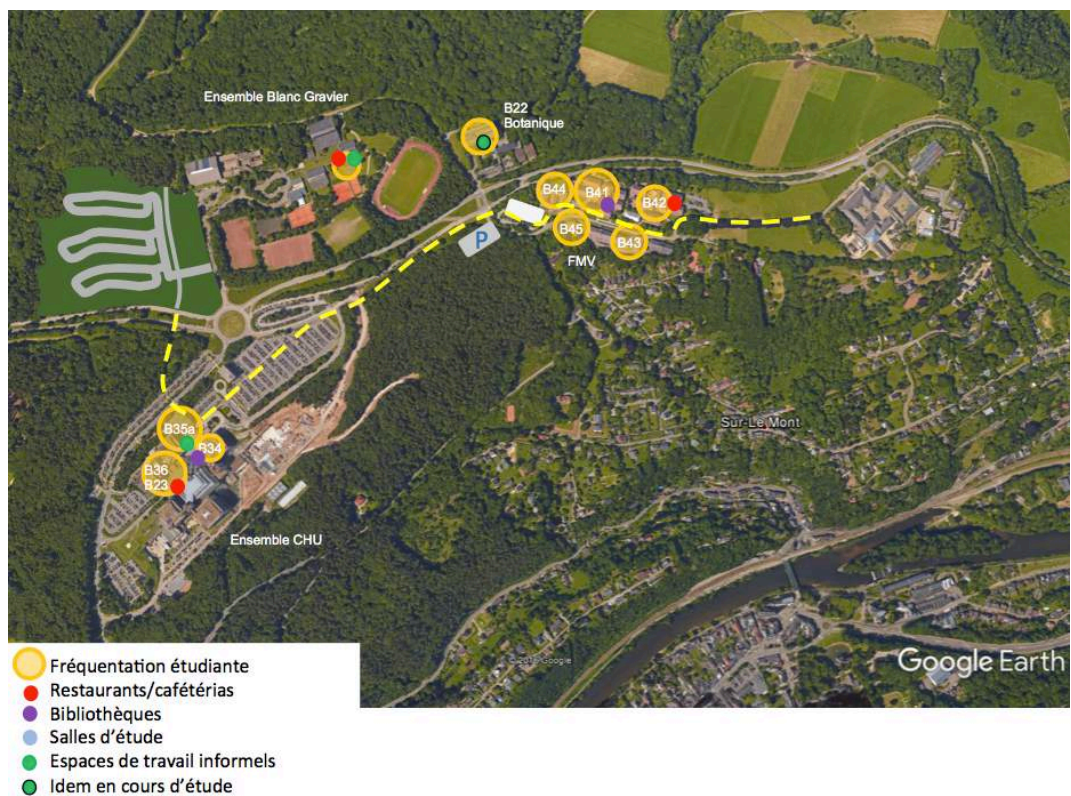 Ensemble Blanc Gravier
B22
Botanique
B44
B41
B42
P
B45
B43
FMV
Sur-Le Mont
B35a
B34
B36
B23
Ensemble CHU
Google Earth
Fréquentation étudiante
Restaurants/cafétérias
Bibliothèques
Salles d'étude
Espaces de travail informels
Idem en cours d'étude